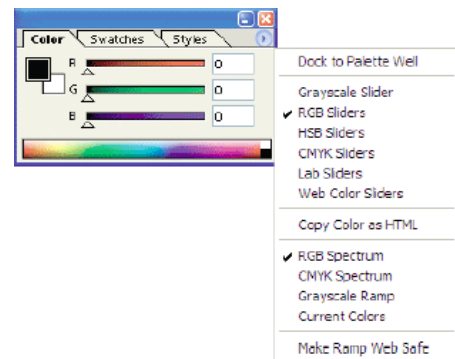 Color Swatches Styles
R 0
G 0
B 0
Dock to Palette Well
Grayscale Slider
RGB Sliders
HSB Sliders
CMYK Sliders
Lab Sliders
Web Color Sliders
Copy Color as HTML
RGB Spectrum
CMYK Spectrum
Grayscale Ramp
Current Colors
Make Ramp Web Safe